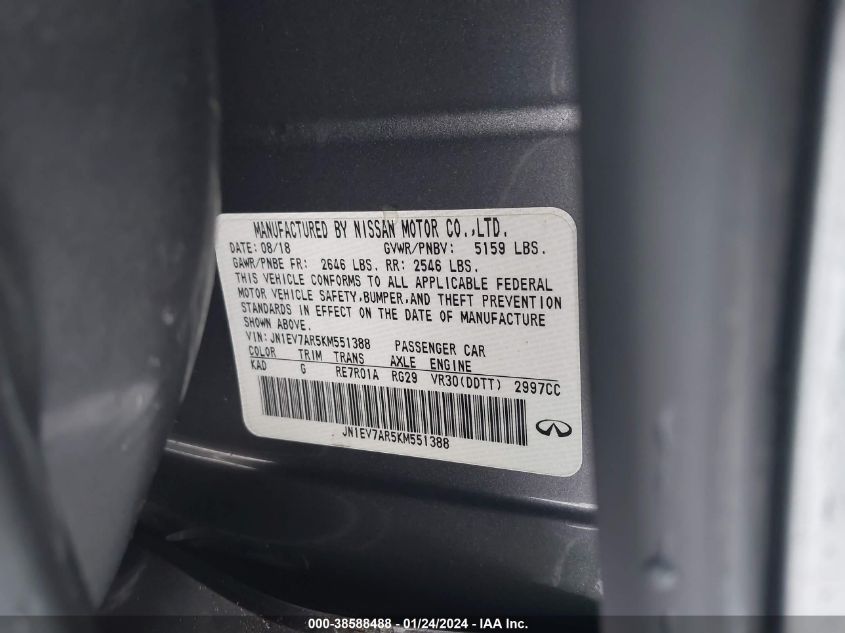 MANUFACTURED BY NISSAN MOTOR CO.,LTD.
DATE: 08/18 GVWR/PNBV: 5159 LBS.
GAWR/PNBE FR: 2646 LBS. RR: 2546 LBS.
THIS VEHICLE CONFORMS TO ALL APPLICABLE FEDERAL
MOTOR VEHICLE SAFETY,BUMPER,AND THEFT PREVENTION
STANDARDS IN EFFECT ON THE DATE OF MANUFACTURE
SHOWN ABOVE.
VIN: JN1EV7AR5KM551388 PASSENGER CAR
COLOR TRIM TRANS AXLE ENGINE
KAD G RE7R01A RG29 VR30(DDTT) 2997CC
JN1EV7AR5KM551388
000-38588488 - 01/24/2024 - IAA Inc.